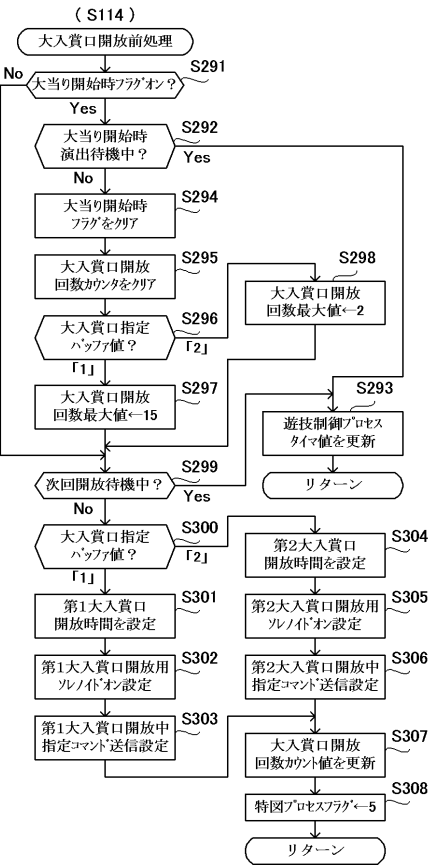 ( S114 )
大入賞口開放前処理
S291
大当り開始時フラグオン？
No
Yes
S292
大当り開始時
演出待機中？
Yes
No
S294
大当り開始時
フラグをクリア
S295
大入賞口開放
回数カウンタをクリア
S296
大入賞口指定
バッファ値？
「2」
「1」
S297
大入賞口開放
回数最大値←15
S298
大入賞口開放
回数最大値←2
S293
遊技制御プロセス
タイマ値を更新
リターン
S299
次回開放待機中？
Yes
No
S300
大入賞口指定
バッファ値？
「2」
「1」
S301
第1大入賞口
開放時間を設定
S302
第1大入賞口開放用
ソレノイドオン設定
S303
第1大入賞口開放中
指定コマンド送信設定
S304
第2大入賞口
開放時間を設定
S305
第2大入賞口開放用
ソレノイドオン設定
S306
第2大入賞口開放中
指定コマンド送信設定
S307
大入賞口開放
回数カウント値を更新
S308
特図プロセスフラグ←5
リターン